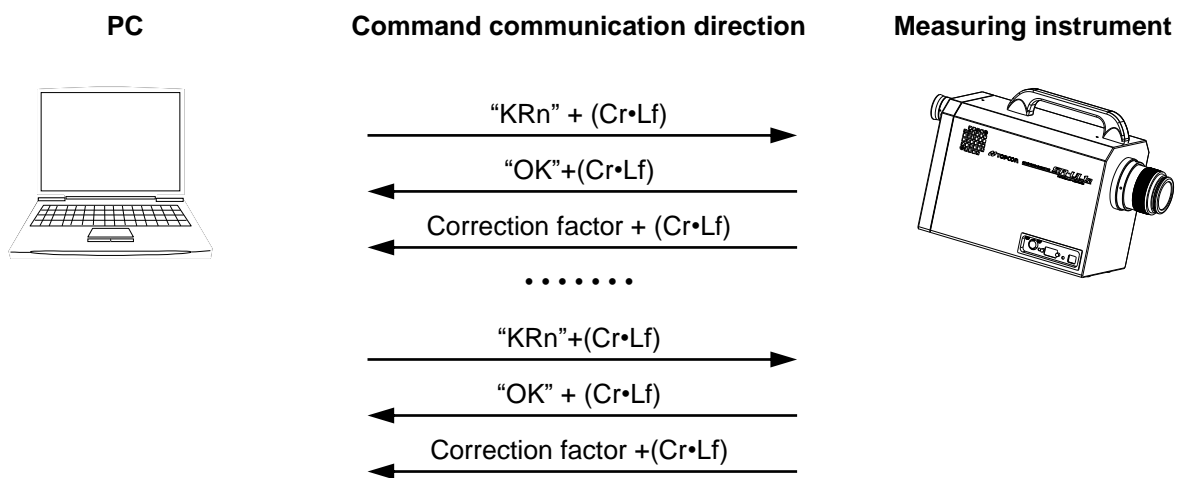 PC Command communication direction Measuring instrument
“KRn” + (Cr•Lf)
“OK”+(Cr•Lf)
Correction factor + (Cr•Lf)
• • • • • • •
“KRn”+(Cr•Lf)
“OK” + (Cr•Lf)
Correction factor +(Cr•Lf)
TOPCON